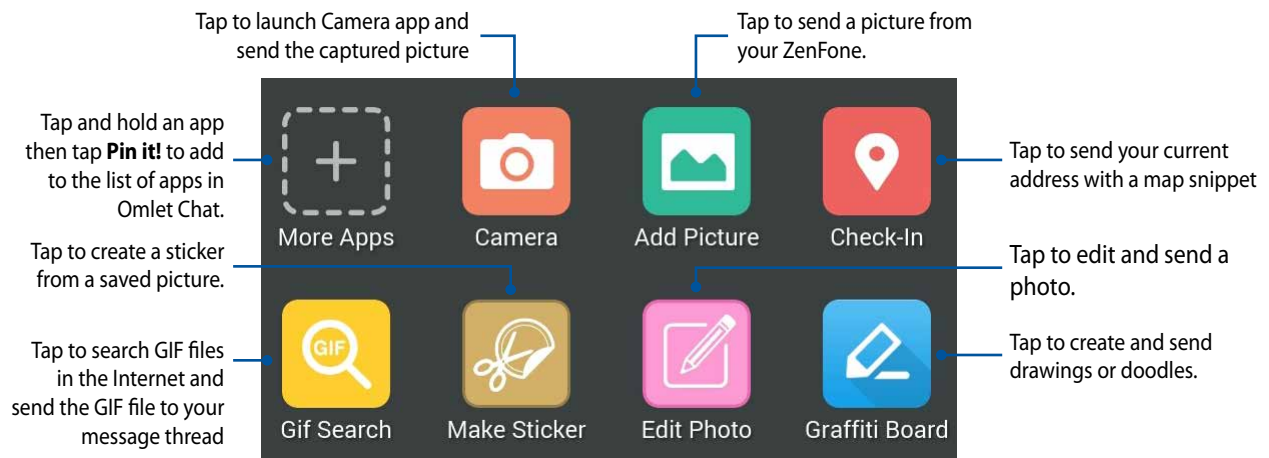 Tap to launch Camera app and
send the captured picture
Tap to send a picture from
your ZenFone.
Tap and hold an app
then tap Pin it! to add
to the list of apps in
Omlet Chat.
Tap to send your current
address with a map snippet
More Apps
Camera
Add Picture
Check-In
Tap to create a sticker
from a saved picture.
Tap to edit and send a
photo.
Tap to search GIF files
in the Internet and
send the GIF file to your
message thread
GIF
Tap to create and send
drawings or doodles.
Gif Search
Make Sticker
Edit Photo
Graffiti Board